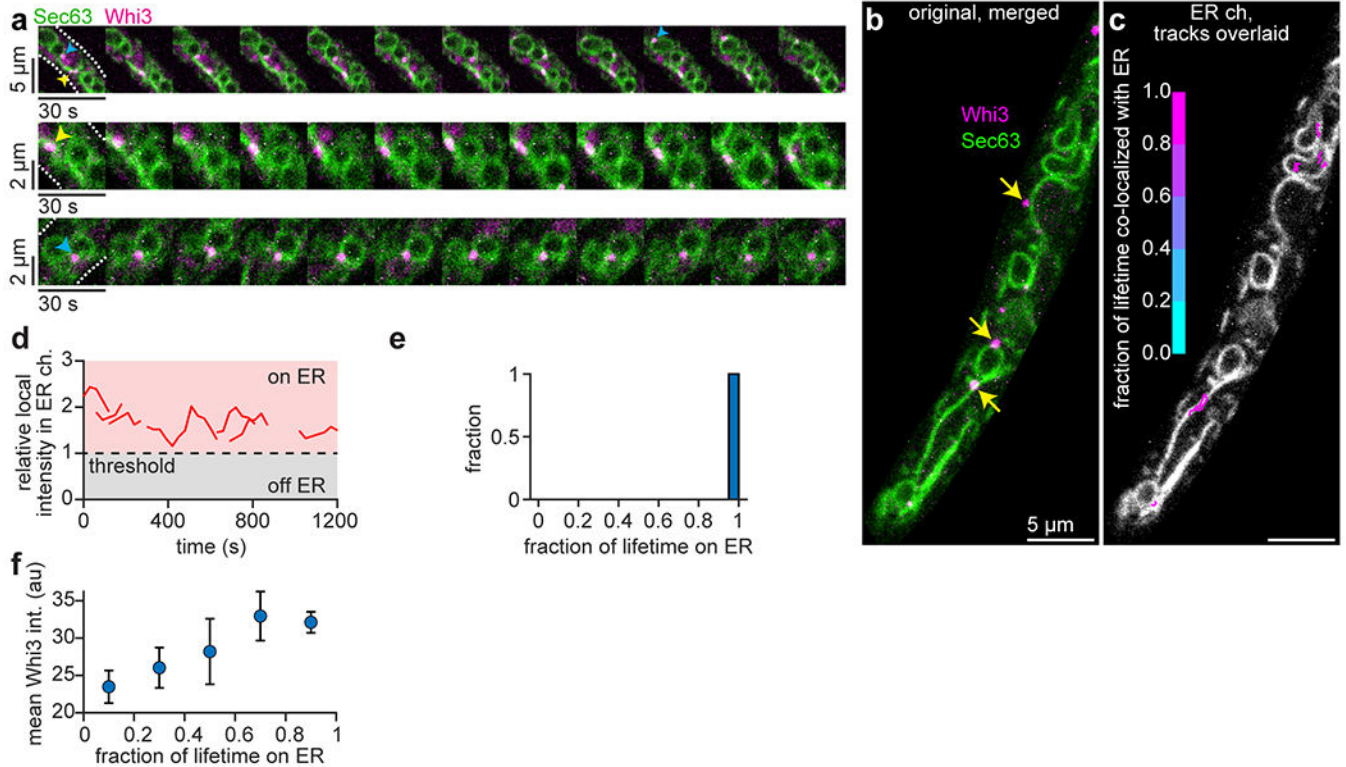 a
Sec63 Whi3
5 µm
30 s
2 µm
30 s
2 µm
30 s
b
original, merged
Whi3
Sec63
5 µm
c
ER ch,
tracks overlaid
fraction of lifetime co-localized with ER
1.0
0.8
0.6
0.4
0.2
0.0
d
relative local
intensity in ER ch.
3
2
1
0
on ER
threshold
off ER
0 400 800 1200
time (s)
e
fraction
1
0.5
0
0 0.2 0.4 0.6 0.8 1
fraction of lifetime on ER
f
mean Whi3 int. (au)
35
30
25
20
0 0.2 0.4 0.6 0.8 1
fraction of lifetime on ER